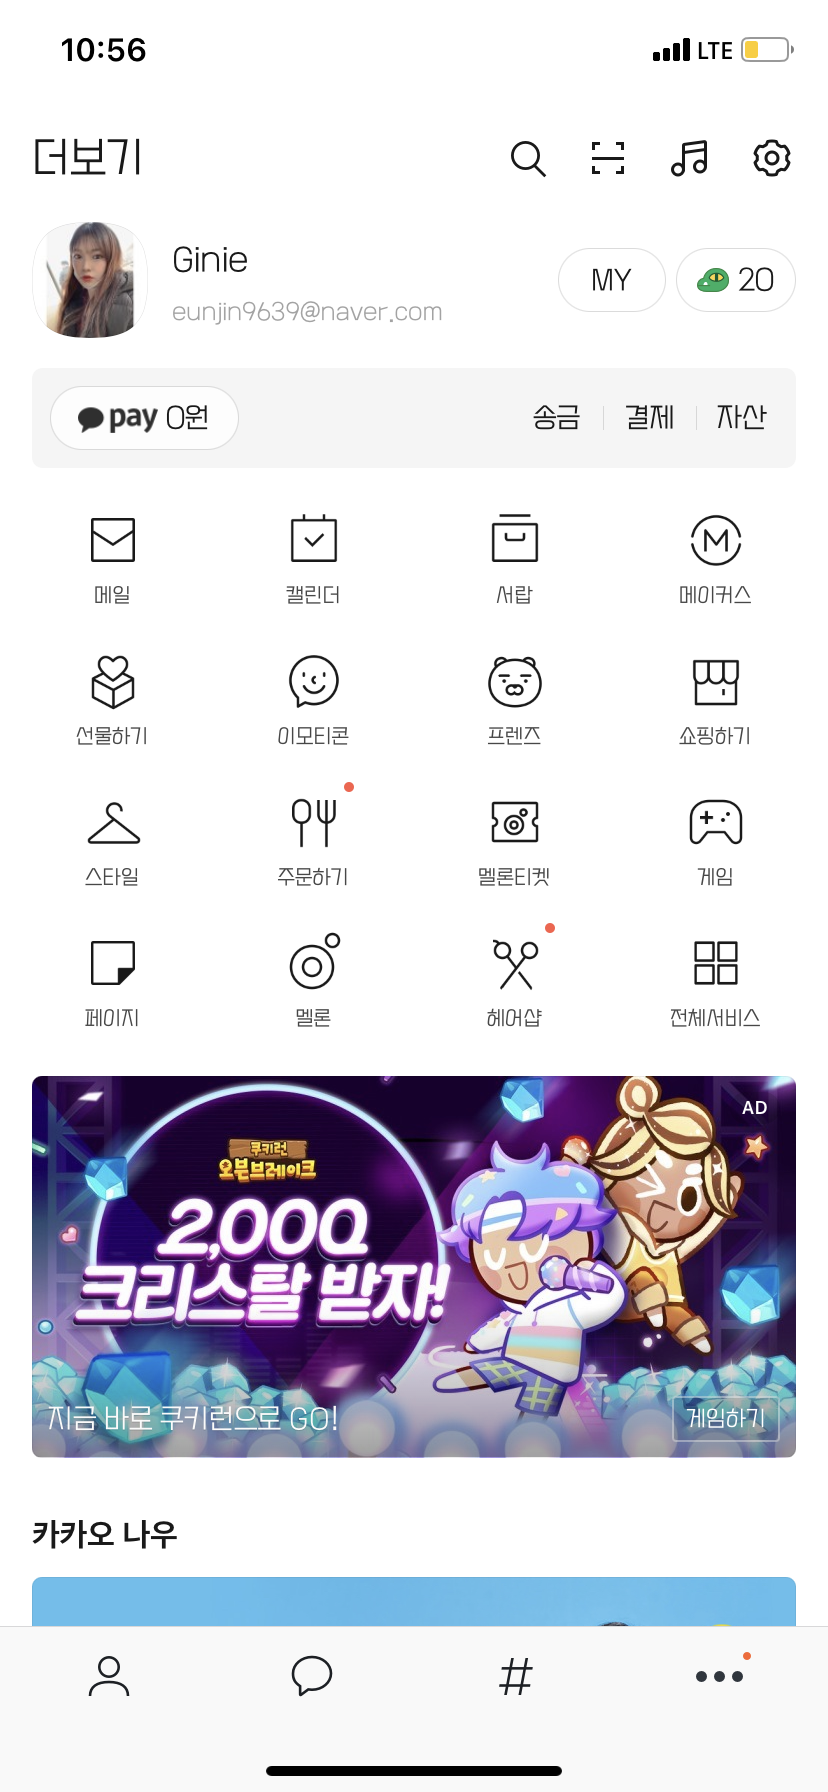 10:56
LTE
더보기
Ginie
eunjin9639@naver.com
MY
20
pay 0원
송금
결제
자산
메일
캘린더
서랍
메이커스
선물하기
이모티콘
프렌즈
쇼핑하기
스타일
주문하기
멜론티켓
게임
페이지
멜론
헤어샵
전체서비스
AD
쿠키런
오븐브레이크
2,000
크리스탈 받자!
지금 바로 쿠키런으로 GO!
게임하기
카카오 나우